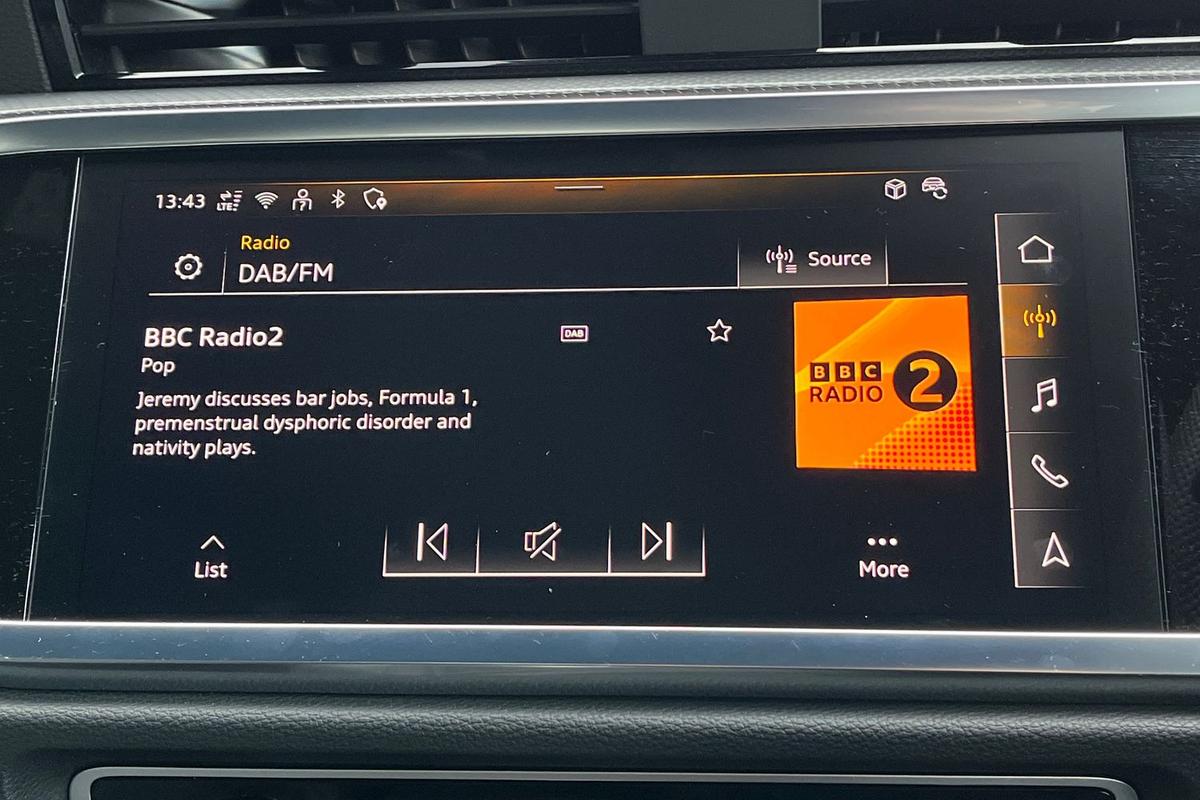 13:43
LTE
Radio
DAB/FM
Source
BBC Radio2
DAB
Pop
Jeremy discusses bar jobs, Formula 1,
premenstrual dysphoric disorder and
nativity plays.
BBC
RADIO 2
List
More